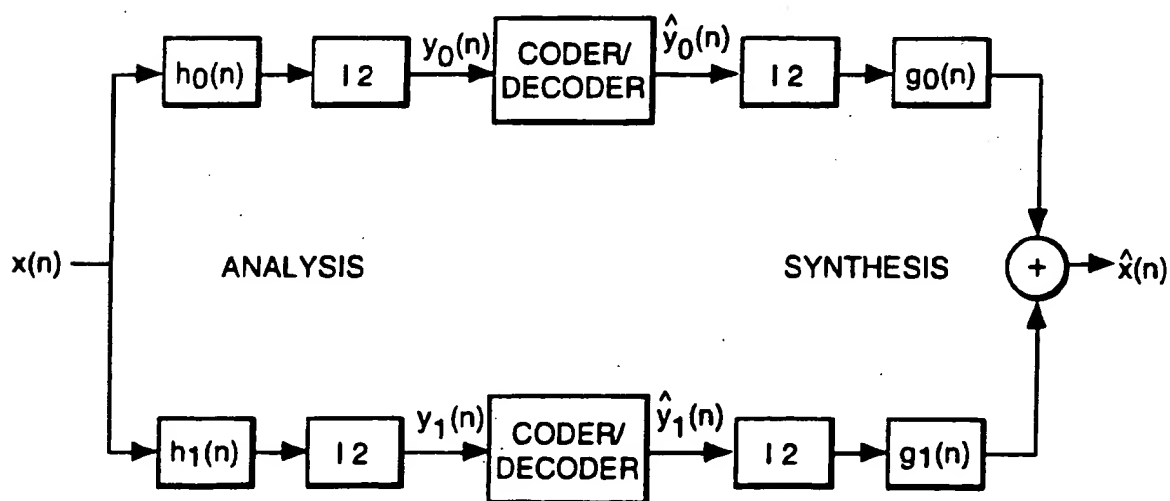 y0(n) ŷ0(n)
h0(n) I 2 CODER/ DECODER I 2 g0(n)
x(n) ANALYSIS SYNTHESIS + x̂(n)
y1(n) ŷ1(n)
h1(n) I 2 CODER/ DECODER I 2 g1(n)